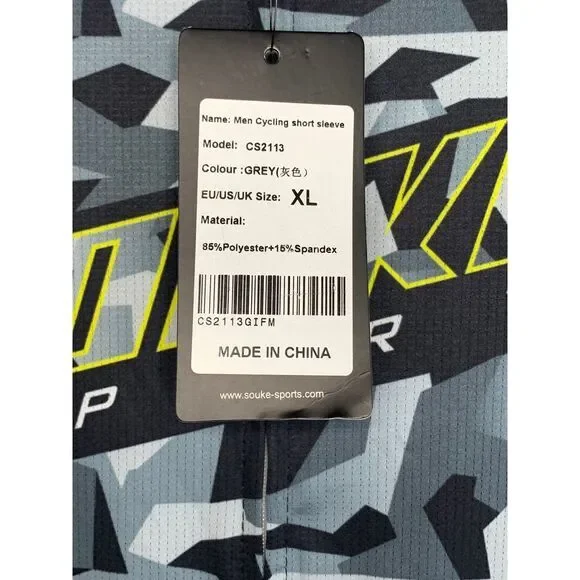 Name: Men Cycling short sleeve
Model: CS2113
Colour :GREY(灰色)
EU/US/UK Size: XL
Material:
85%Polyester+15%Spandex
CS2113GIFM
MADE IN CHINA
www.souke-sports.com
P R